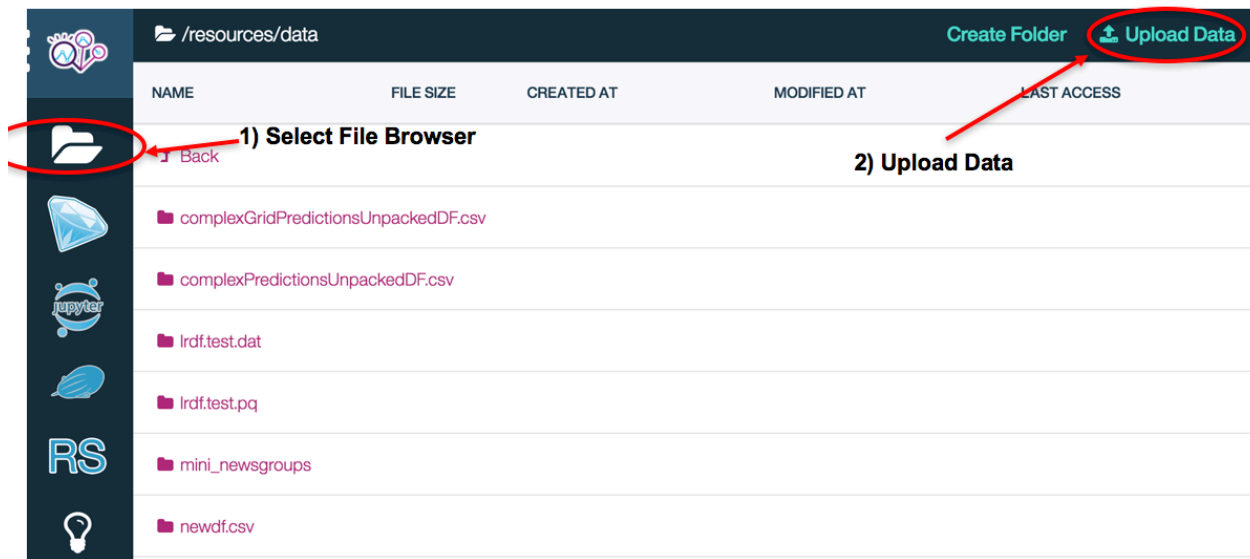 /resources/data Create Folder Upload Data
NAME FILE SIZE CREATED AT MODIFIED AT LAST ACCESS
1) Select File Browser
Back
2) Upload Data
complexGridPredictionsUnpackedDF.csv
complexPredictionsUnpackedDF.csv
jupyter
lrdf.test.dat
lrdf.test.pq
RS
mini_newsgroups
newdf.csv